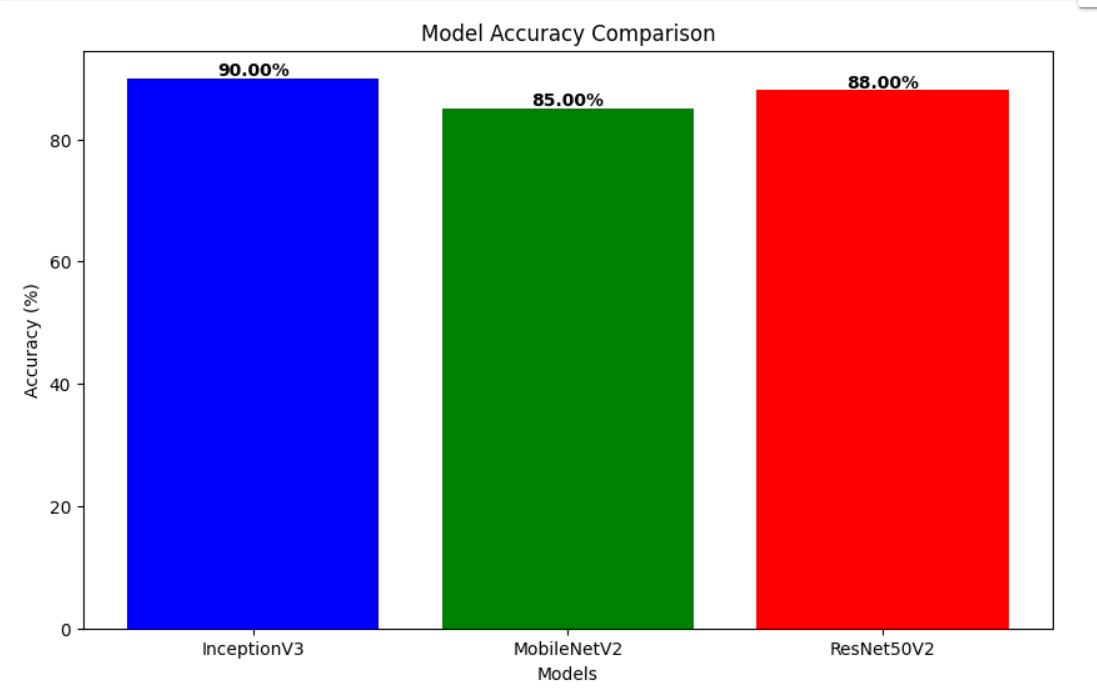 Model Accuracy Comparison
90.00%
85.00%
88.00%
80
60
40
20
0
Accuracy (%)
InceptionV3
MobileNetV2
ResNet50V2
Models